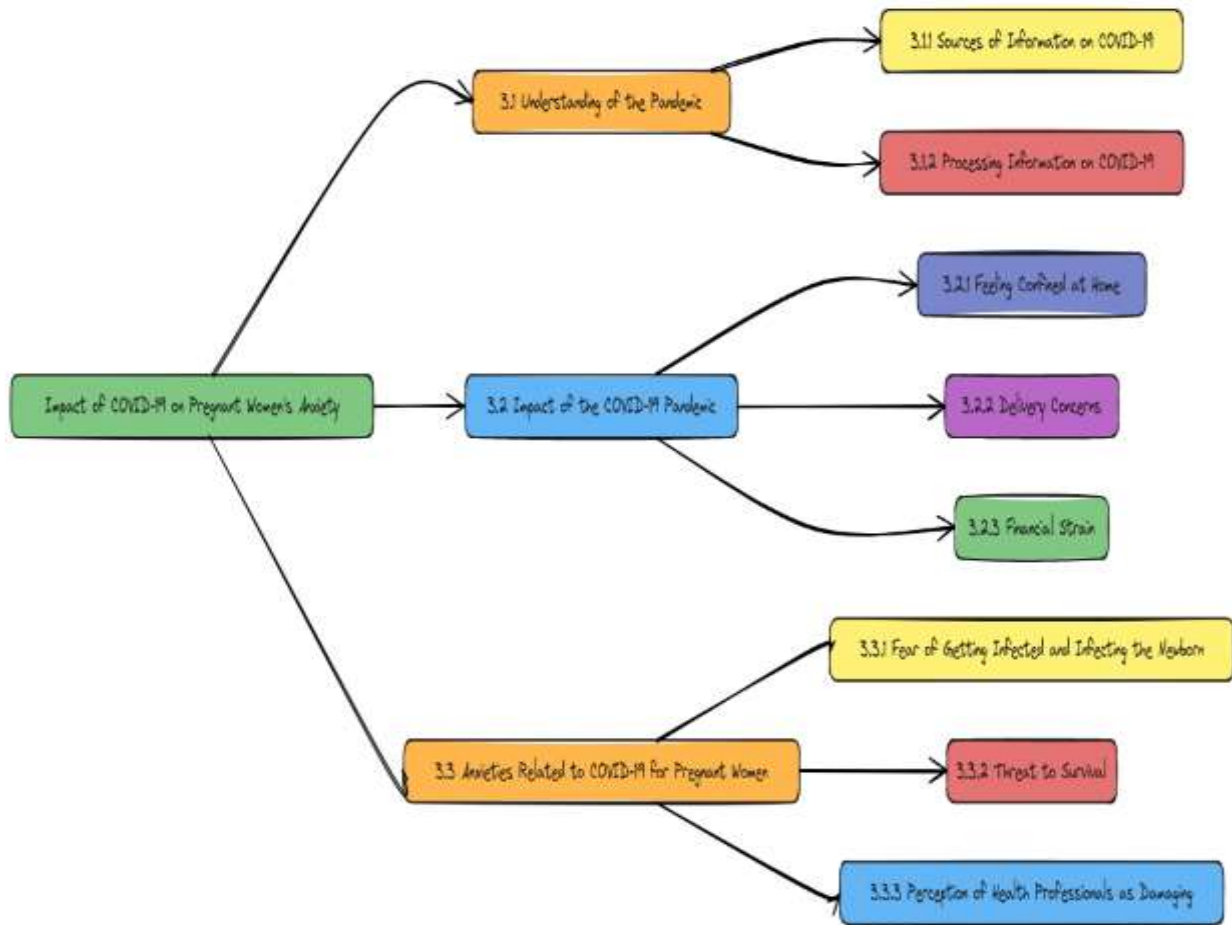 3.1.1 Sources of Information on COVID-19
3.1 Understanding of the Pandemic
3.1.2 Processing Information on COVID-19
3.2.1 Feeling Confined at Home
Impact of COVID-19 on Pregnant Women's Anxiety
3.2 Impact of the COVID-19 Pandemic
3.2.2 Delivery Concerns
3.2.3 Financial Strain
3.3.1 Fear of Getting Infected and Infecting the Newborn
3.3 Anxieties Related to COVID-19 for Pregnant Women
3.3.2 Threat to Survival
3.3.3 Perception of Health Professionals as Damaging